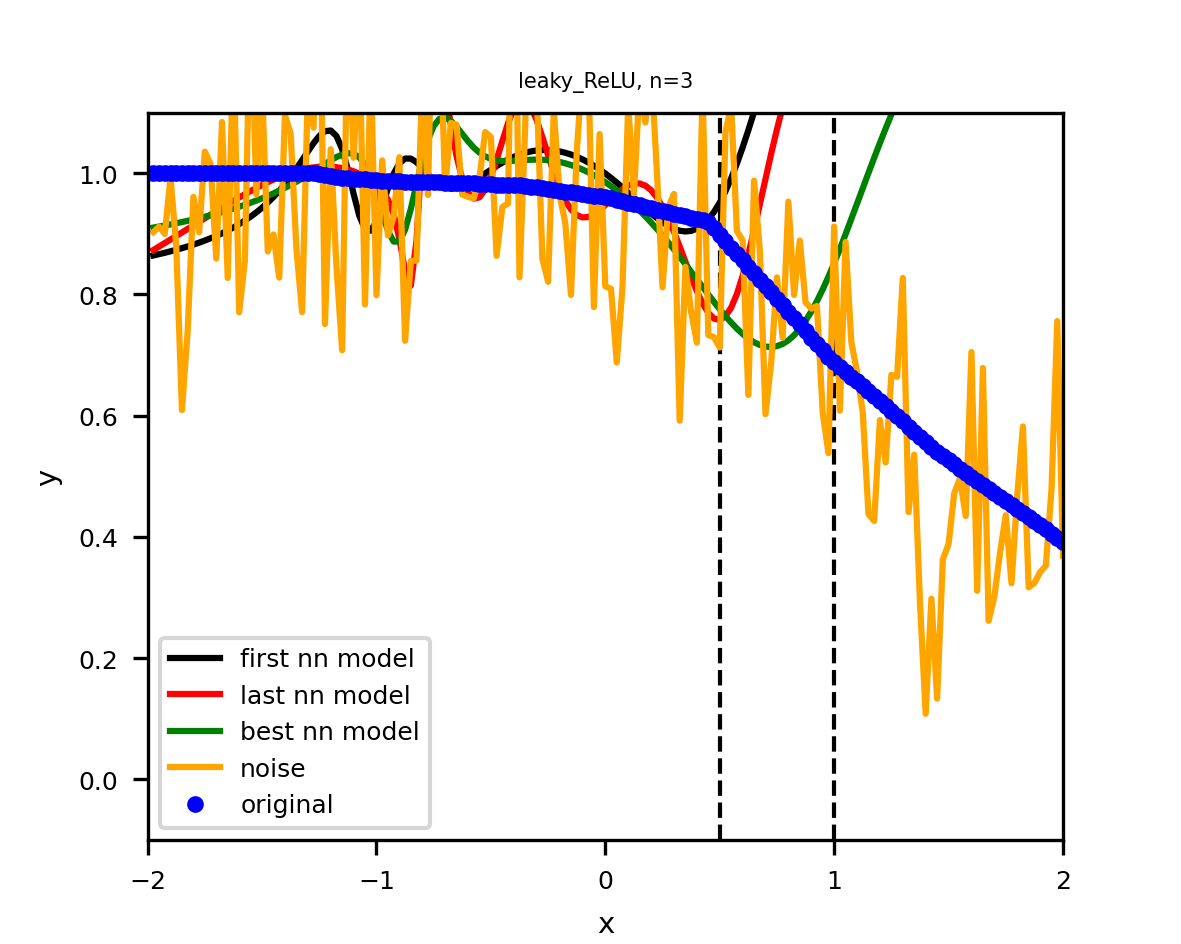 leaky_ReLU, n=3
y
1.0
0.8
0.6
0.4
0.2
0.0
first nn model
last nn model
best nn model
noise
original
−2
−1
0
1
2
x